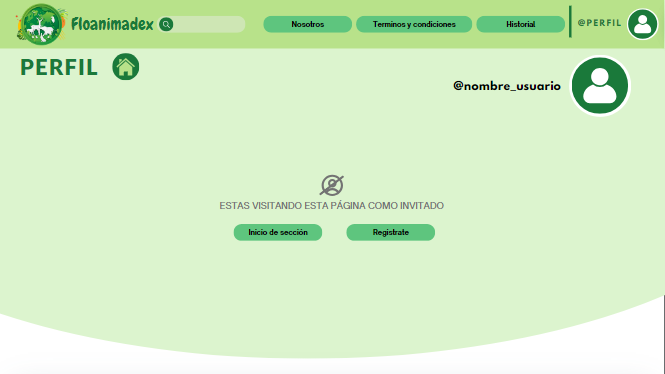 Floanimadex
Nosotros
Terminos y condiciones
Historial
@PERFIL
PERFIL
@nombre_usuario
ESTAS VISITANDO ESTA PÁGINA COMO INVITADO
Inicio de sección
Registrate